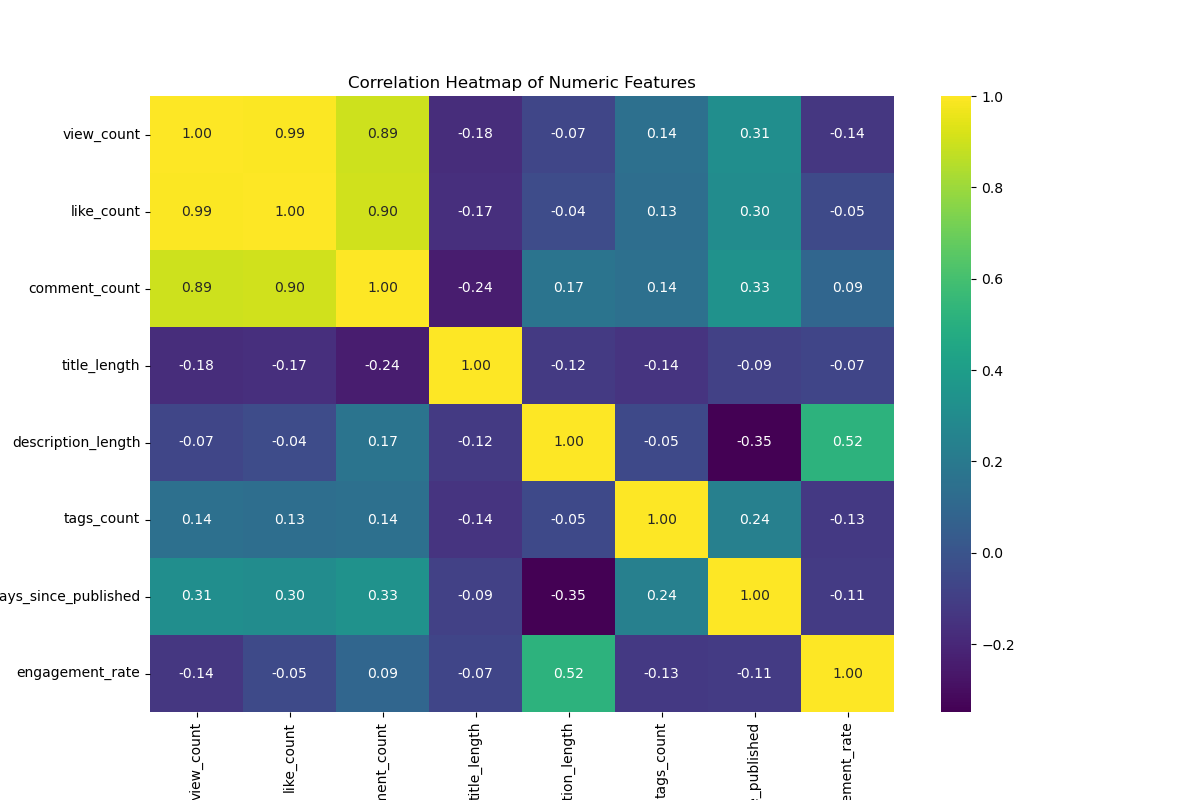 Correlation Heatmap of Numeric Features
view_count 1.00 0.99 0.89 -0.18 -0.07 0.14 0.31 -0.14
like_count 0.99 1.00 0.90 -0.17 -0.04 0.13 0.30 -0.05
comment_count 0.89 0.90 1.00 -0.24 0.17 0.14 0.33 0.09
title_length -0.18 -0.17 -0.24 1.00 -0.12 -0.14 -0.09 -0.07
description_length -0.07 -0.04 0.17 -0.12 1.00 -0.05 -0.35 0.52
tags_count 0.14 0.13 0.14 -0.14 -0.05 1.00 0.24 -0.13
ays_since_published 0.31 0.30 0.33 -0.09 -0.35 0.24 1.00 -0.11
engagement_rate -0.14 -0.05 0.09 -0.07 0.52 -0.13 -0.11 1.00
view_count
like_count
ment_count
title_length
tion_length
tags_count
_published
ement_rate
1.0
0.8
0.6
0.4
0.2
0.0
−0.2